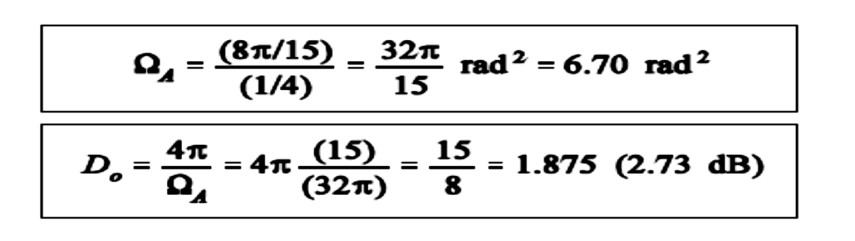 Ω_A = (8π/15)/(1/4) = 32π/15 rad² = 6.70 rad²
D_o = 4π/Ω_A = 4π (15)/(32π) = 15/8 = 1.875 (2.73 dB)